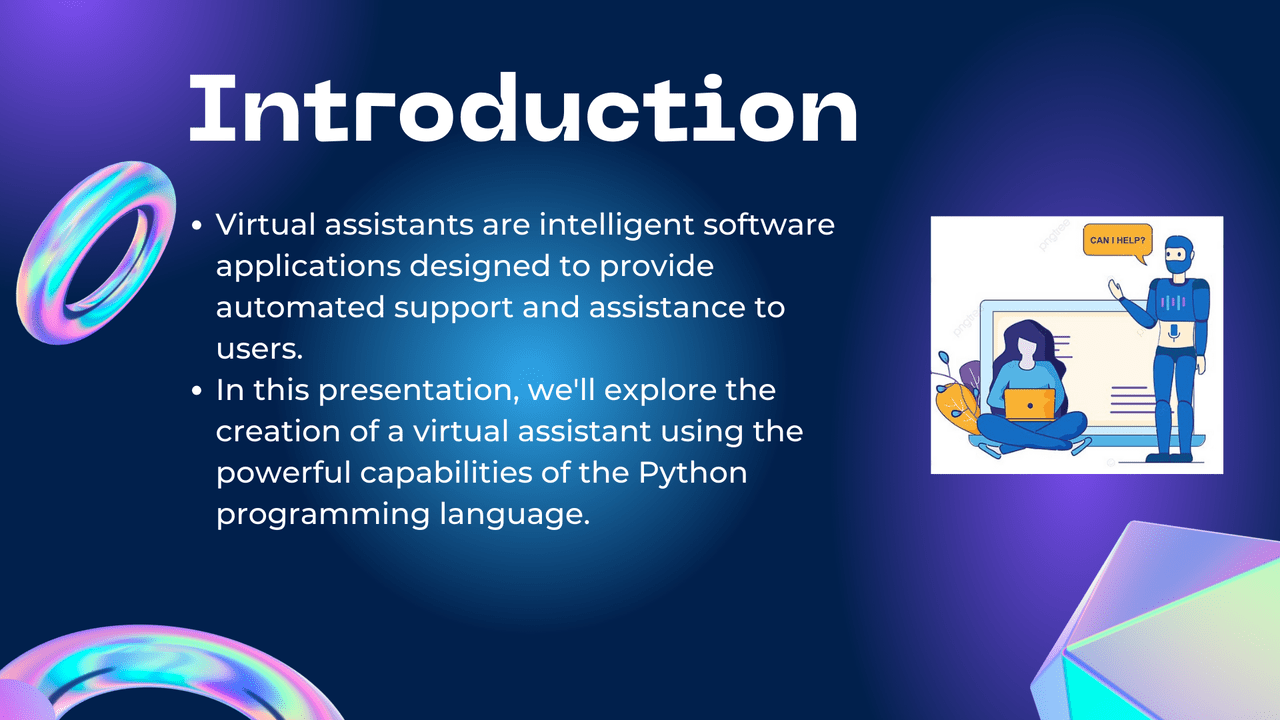 Introduction
• Virtual assistants are intelligent software
applications designed to provide
automated support and assistance to
users.
• In this presentation, we'll explore the
creation of a virtual assistant using the
powerful capabilities of the Python
programming language.
CAN I HELP?
pngtree